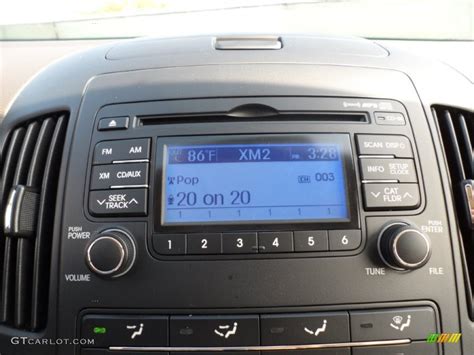 SCAN DISP
FM AM 86°F XM2 PM 3:28 INFO SETUP CLOCK
XM CD/AUX Pop CH 003
SEEK TRACK 20 on 20 CAT FLDR
PUSH POWER 1 2 3 4 5 6 PUSH ENTER
VOLUME TUNE FILE
GTCARLOT.COM